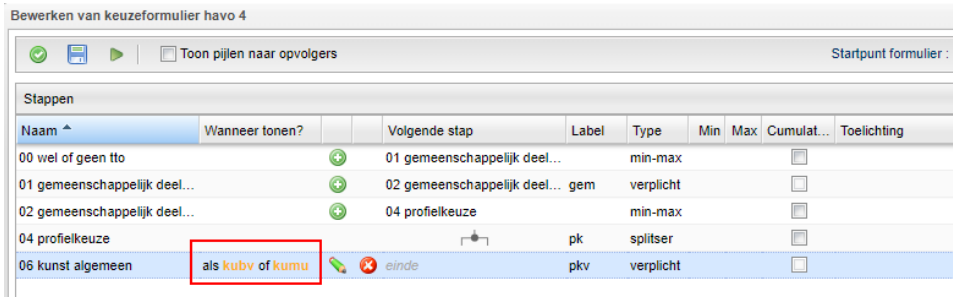 Bewerken van keuzeformulier havo 4
Toon pijlen naar opvolgers Startpunt formulier :
Stappen
Naam Wanneer tonen? Volgende stap Label Type Min Max Cumulat... Toelichting
00 wel of geen tto 01 gemeenschappelijk deel... min-max
01 gemeenschappelijk deel... 02 gemeenschappelijk deel... gem verplicht
02 gemeenschappelijk deel... 04 profielkeuze min-max
04 profielkeuze pk splitser
06 kunst algemeen als kubv of kumu einde pkv verplicht